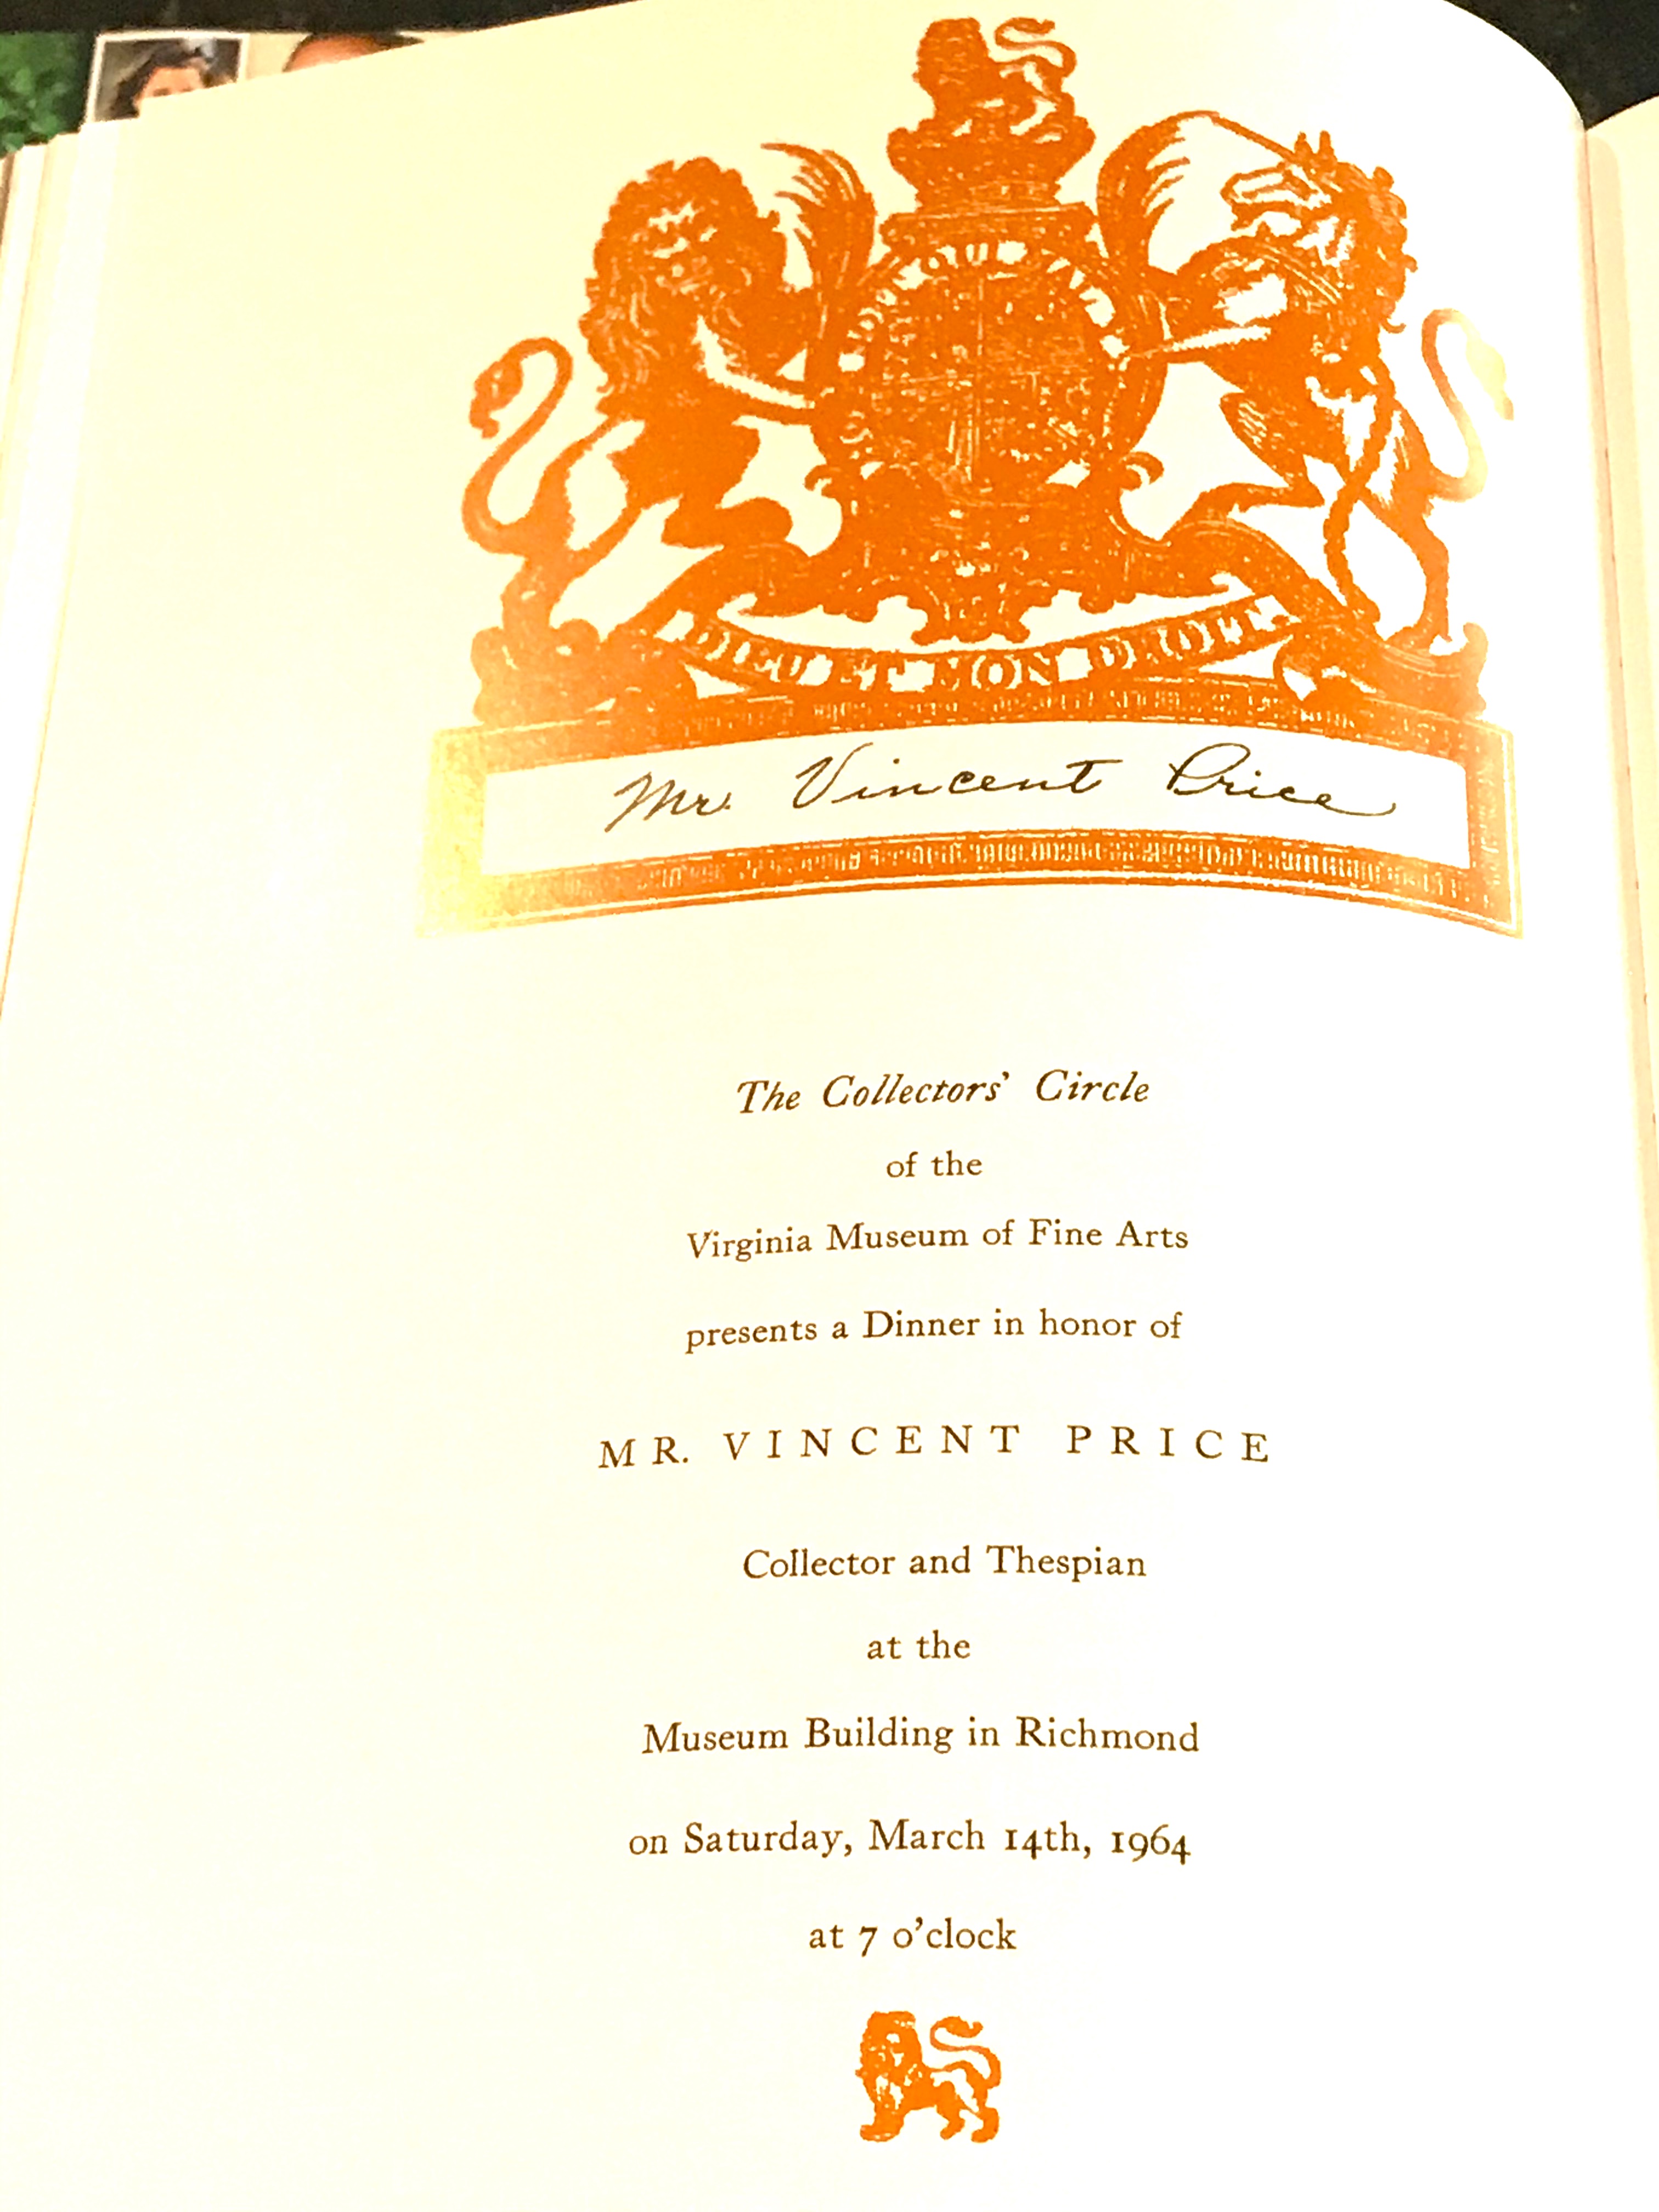 QUI
DIEU ET MON DROIT.
Mr. Vincent Price
The Collectors' Circle
of the
Virginia Museum of Fine Arts
presents a Dinner in honor of
MR. VINCENT PRICE
Collector and Thespian
at the
Museum Building in Richmond
on Saturday, March 14th, 1964
at 7 o'clock